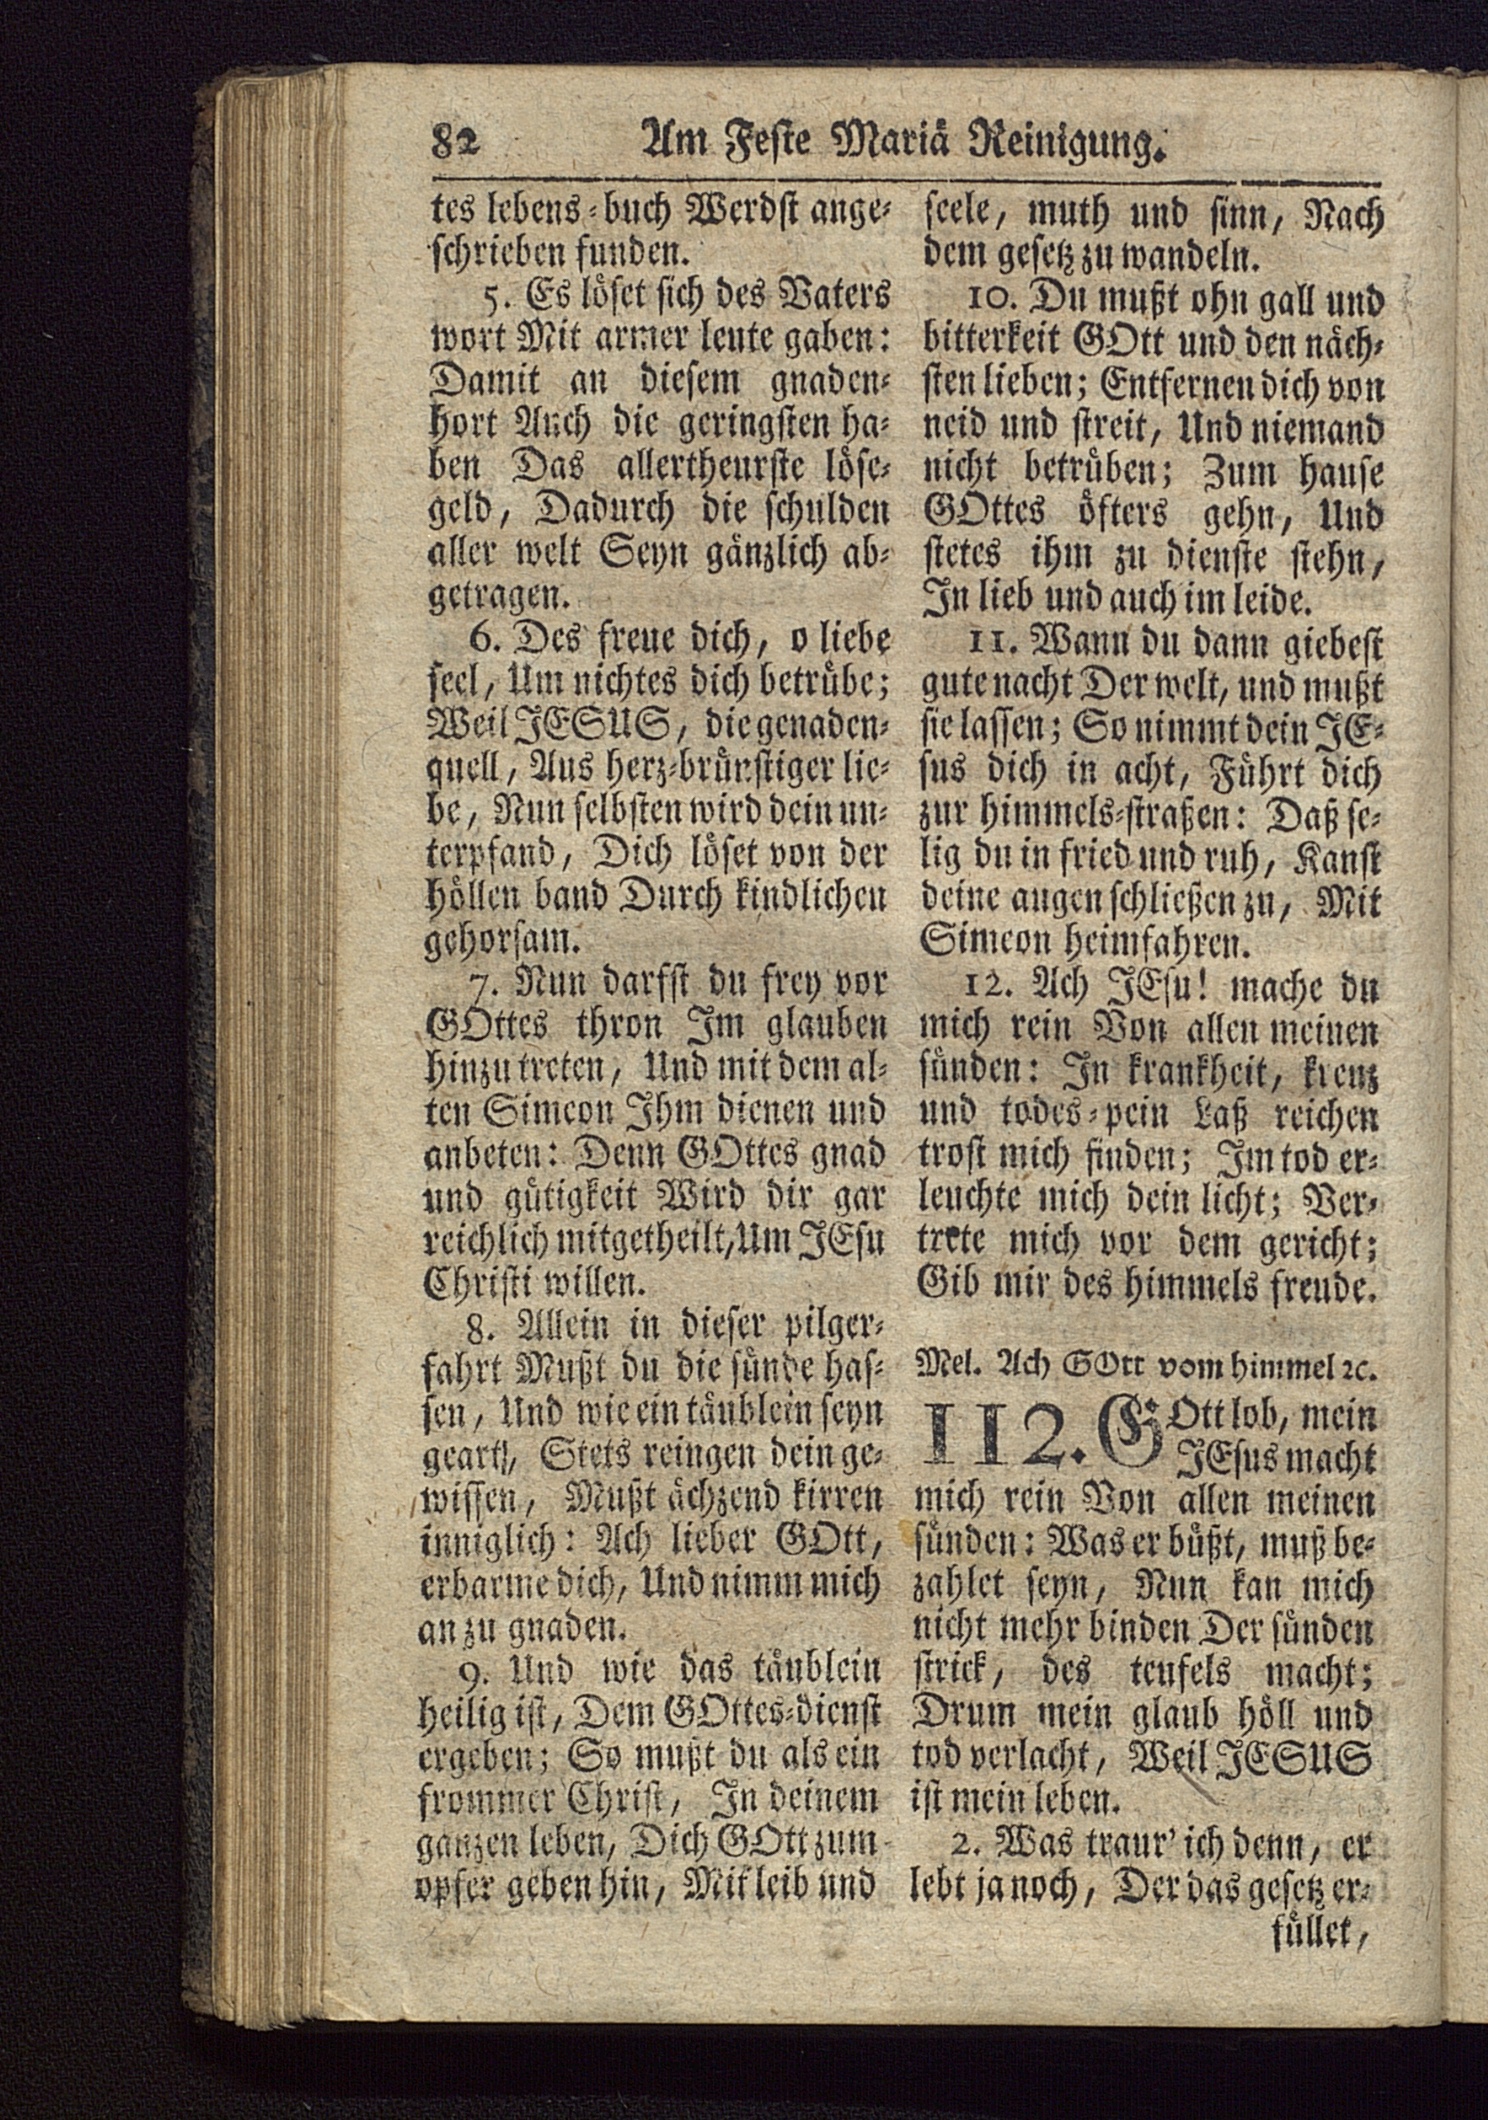 82 Am Feste Mariä Reinigung.
tes lebens-buch Werdst ange-
schrieben funden.
5. Es löset sich des Vaters
wort Mit armer leute gaben:
Damit an diesem gnaden-
hort Auch die geringsten ha-
ben Das allertheurste löse-
geld, Dadurch die schulden
aller welt Seyn gänzlich ab-
getragen.
6. Des freue dich, o liebe
seel, Um nichtes dich betrübe;
Weil JESUS, die genaden-
quell, Aus herz-brünstiger lie-
be, Nun selbsten wird dein un-
terpfand, Dich löset von der
höllen band Durch kindlichen
gehorsam.
7. Nun darfst du frey vor
GOttes thron Im glauben
hinzu treten, Und mit dem al-
ten Simeon Ihm dienen und
anbeten: Denn GOttes gnad
und gütigkeit Wird dir gar
reichlich mitgetheilt, Um JEsu
Christi willen.
8. Allein in dieser pilger-
fahrt Mußt du die sünde has-
sen, Und wie ein täublein seyn
geart, Stets reingen dein ge-
wissen, Mußt ächzend kirren
inniglich: Ach lieber GOtt,
erbarme dich, Und nimm mich
an zu gnaden.
9. Und wie das täublein
heilig ist, Dem GOttes-dienst
ergeben; So mußt du als ein
frommer Christ, In deinem
ganzen leben, Dich GOtt zum
opfer geben hin, Mit leib und
seele, muth und sinn, Nach
dem gesetz zu wandeln.
10. Du mußt ohn gall und
bitterkeit GOtt und den näch-
sten lieben; Entfernen dich von
neid und streit, Und niemand
nicht betrüben; Zum hause
GOttes öfters gehn, Und
stetes ihm zu dienste stehn,
In lieb und auch im leide.
11. Wann du dann giebest
gute nacht Der welt, und mußt
sie lassen; So nimmt dein JE-
sus dich in acht, Führt dich
zur himmels-straßen: Daß se-
lig du in fried und ruh, Kanst
deine augen schließen zu, Mit
Simeon heimfahren.
12. Ach JEsu! mache du
mich rein Von allen meinen
sünden: In krankheit, kreuz
und todes-pein Laß reichen
trost mich finden; Im tod er-
leuchte mich dein licht; Ver-
trete mich vor dem gericht;
Gib mir des himmels freude.
Mel. Ach GOtt vom himmel ꝛc.
112. GOtt lob, mein
JEsus macht
mich rein Von allen meinen
sünden: Was er büßt, muß be-
zahlet seyn, Nun kan mich
nicht mehr binden Der sünden
strick, des teufels macht;
Drum mein glaub höll und
tod verlacht, Weil JESUS
ist mein leben.
2. Was traur' ich denn, er
lebt ja noch, Der das gesetz er-
füllet,